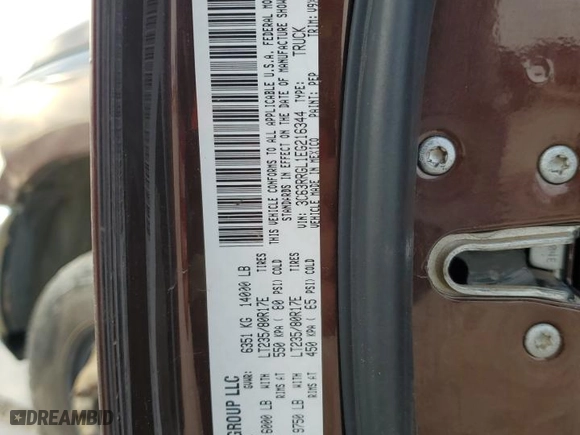 GROUP LLC
GVWR: 6351 KG 14000 LB
6000 LB WITH LT235/80R17E TIRES
RIMS AT 550 KPA ( 80 PSI) COLD
9750 LB WITH LT235/80R17E TIRES
RIMS AT 450 KPA ( 65 PSI) COLD
THIS VEHICLE CONFORMS TO ALL APPLICABLE U.S.A. FEDERAL
STANDARDS IN EFFECT ON THE DATE OF MANUFACTURE
VIN: 3C63RRGL1EG216344 TYPE: TRUCK
VEHICLE MADE IN MEXICO PAINT: PEP TRIM:
© DREAMBID